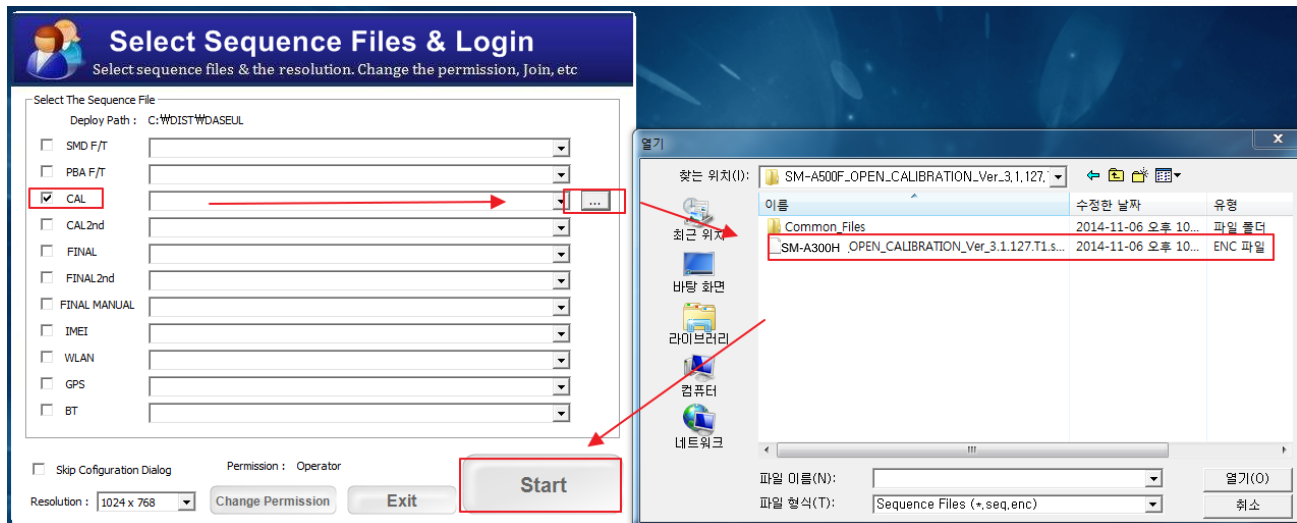 Select Sequence Files & Login
Select sequence files & the resolution. Change the permission, Join, etc
Select The Sequence File
Deploy Path : C:₩DIST₩DASEUL
SMD F/T
PBA F/T
CAL
...
CAL2nd
FINAL
FINAL2nd
FINAL MANUAL
IMEI
WLAN
GPS
BT
Skip Cofiguration Dialog
Permission : Operator
Resolution : 1024 x 768
Change Permission
Exit
Start
열기
x
찾는 위치(I):
SM-A500F_OPEN_CALIBRATION_Ver_3,1,127,
이름
수정한 날짜
유형
Common_Files
2014-11-06 오후 10...
파일 폴더
SM-A300H _OPEN_CALIBRATION_Ver_3.1.127.T1.s...
2014-11-06 오후 10...
ENC 파일
최근 위치
바탕 화면
라이브러리
컴퓨터
네트워크
파일 이름(N):
열기(O)
파일 형식(T):
Sequence Files (*,seq,enc)
취소